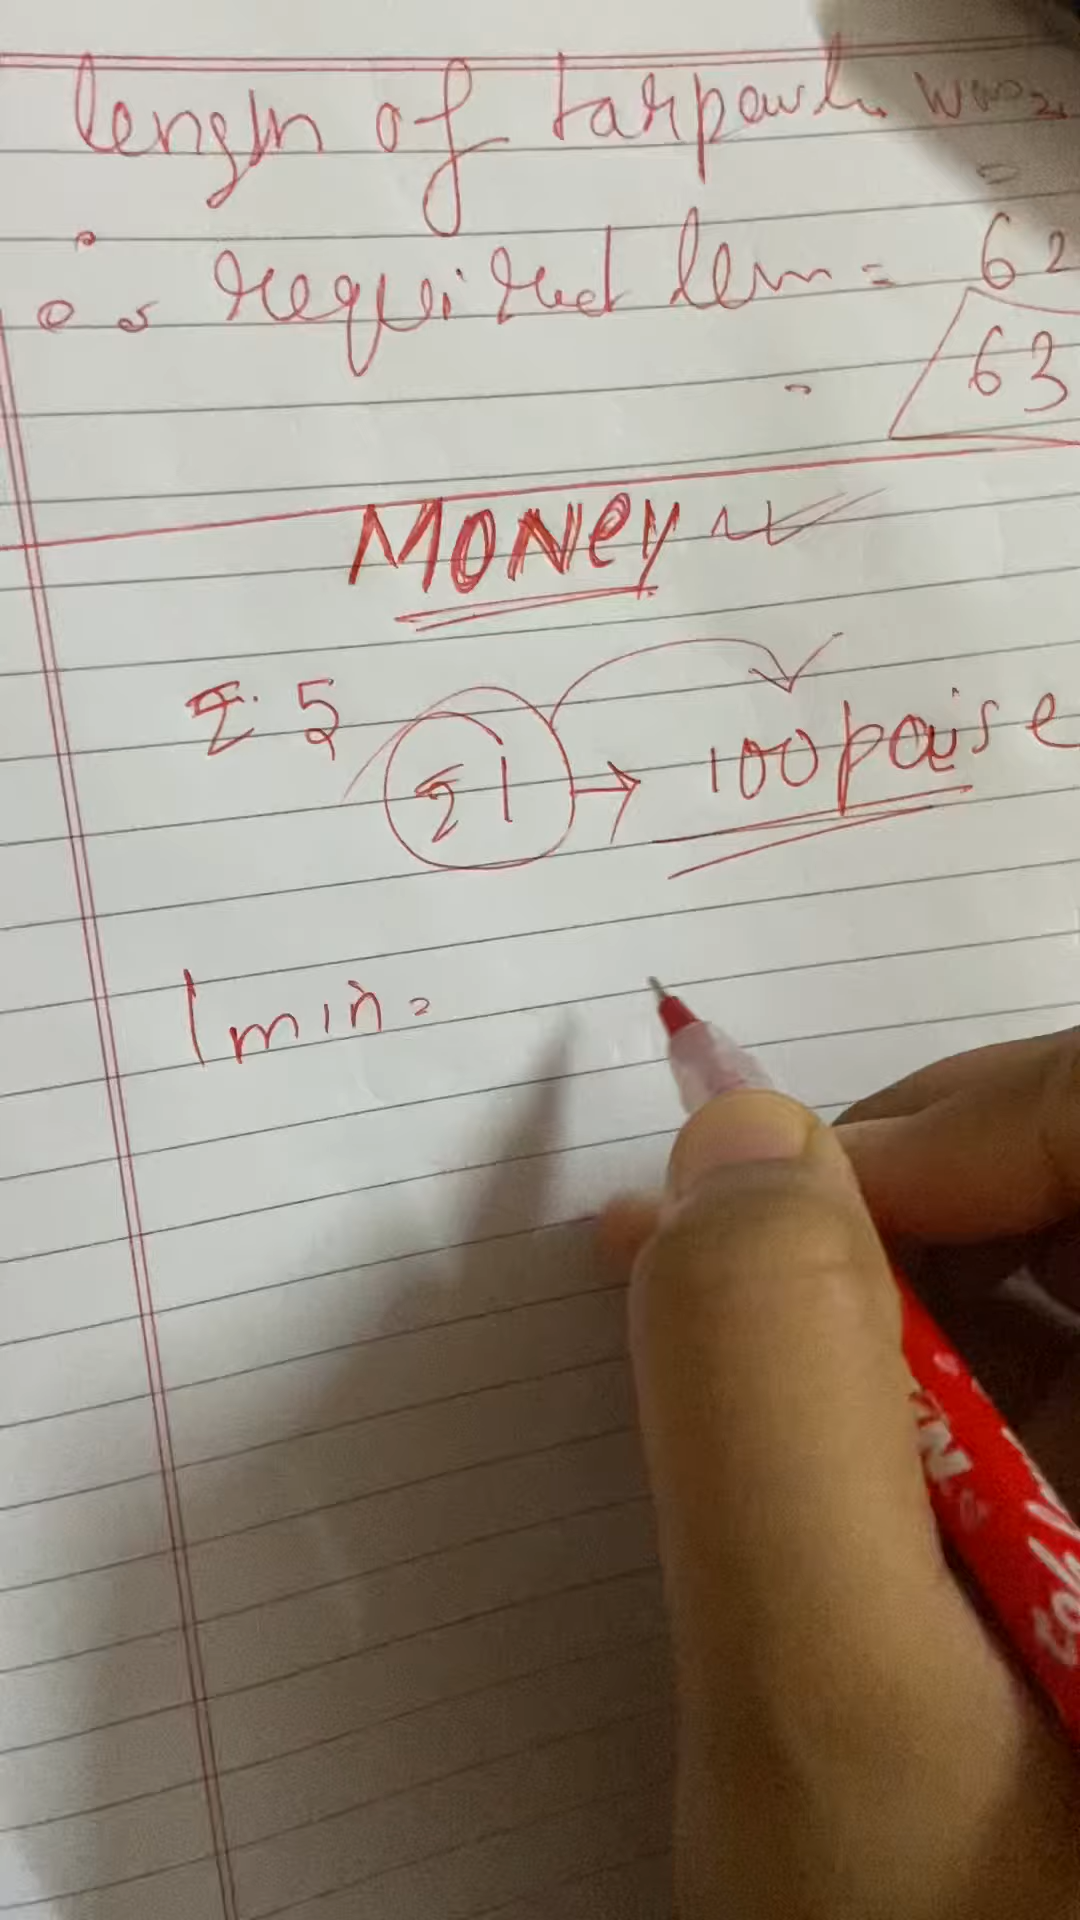 length of tarpaulin
required len = 62
= 63
MONEY
₹. 5
₹1 → 100 paise
1 min =